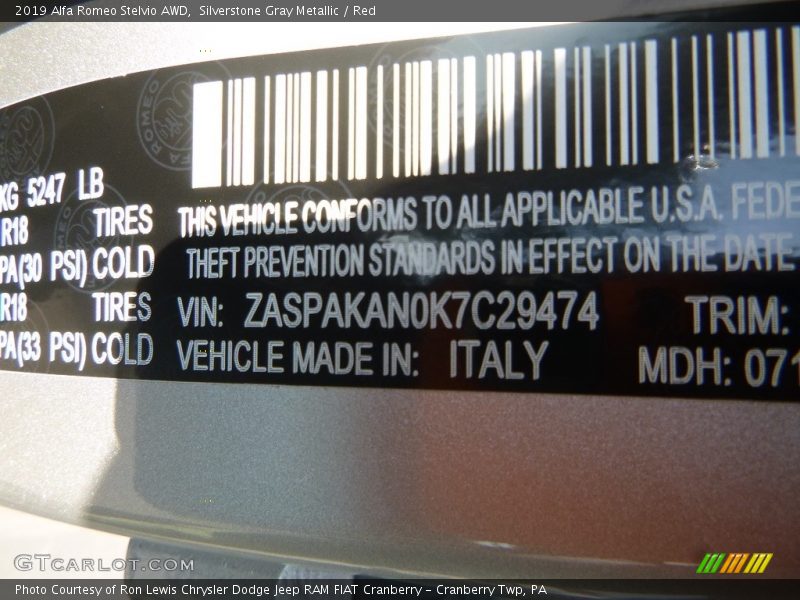 2019 Alfa Romeo Stelvio AWD, Silverstone Gray Metallic / Red
KG 5247 LB
R18 TIRES
PA(30 PSI) COLD
R18 TIRES
PA(33 PSI) COLD
THIS VEHICLE CONFORMS TO ALL APPLICABLE U.S.A. FEDE
THEFT PREVENTION STANDARDS IN EFFECT ON THE DATE
VIN: ZASPAKAN0K7C29474 TRIM:
VEHICLE MADE IN: ITALY MDH: 071
GTCARLOT.COM
Photo Courtesy of Ron Lewis Chrysler Dodge Jeep RAM FIAT Cranberry - Cranberry Twp, PA